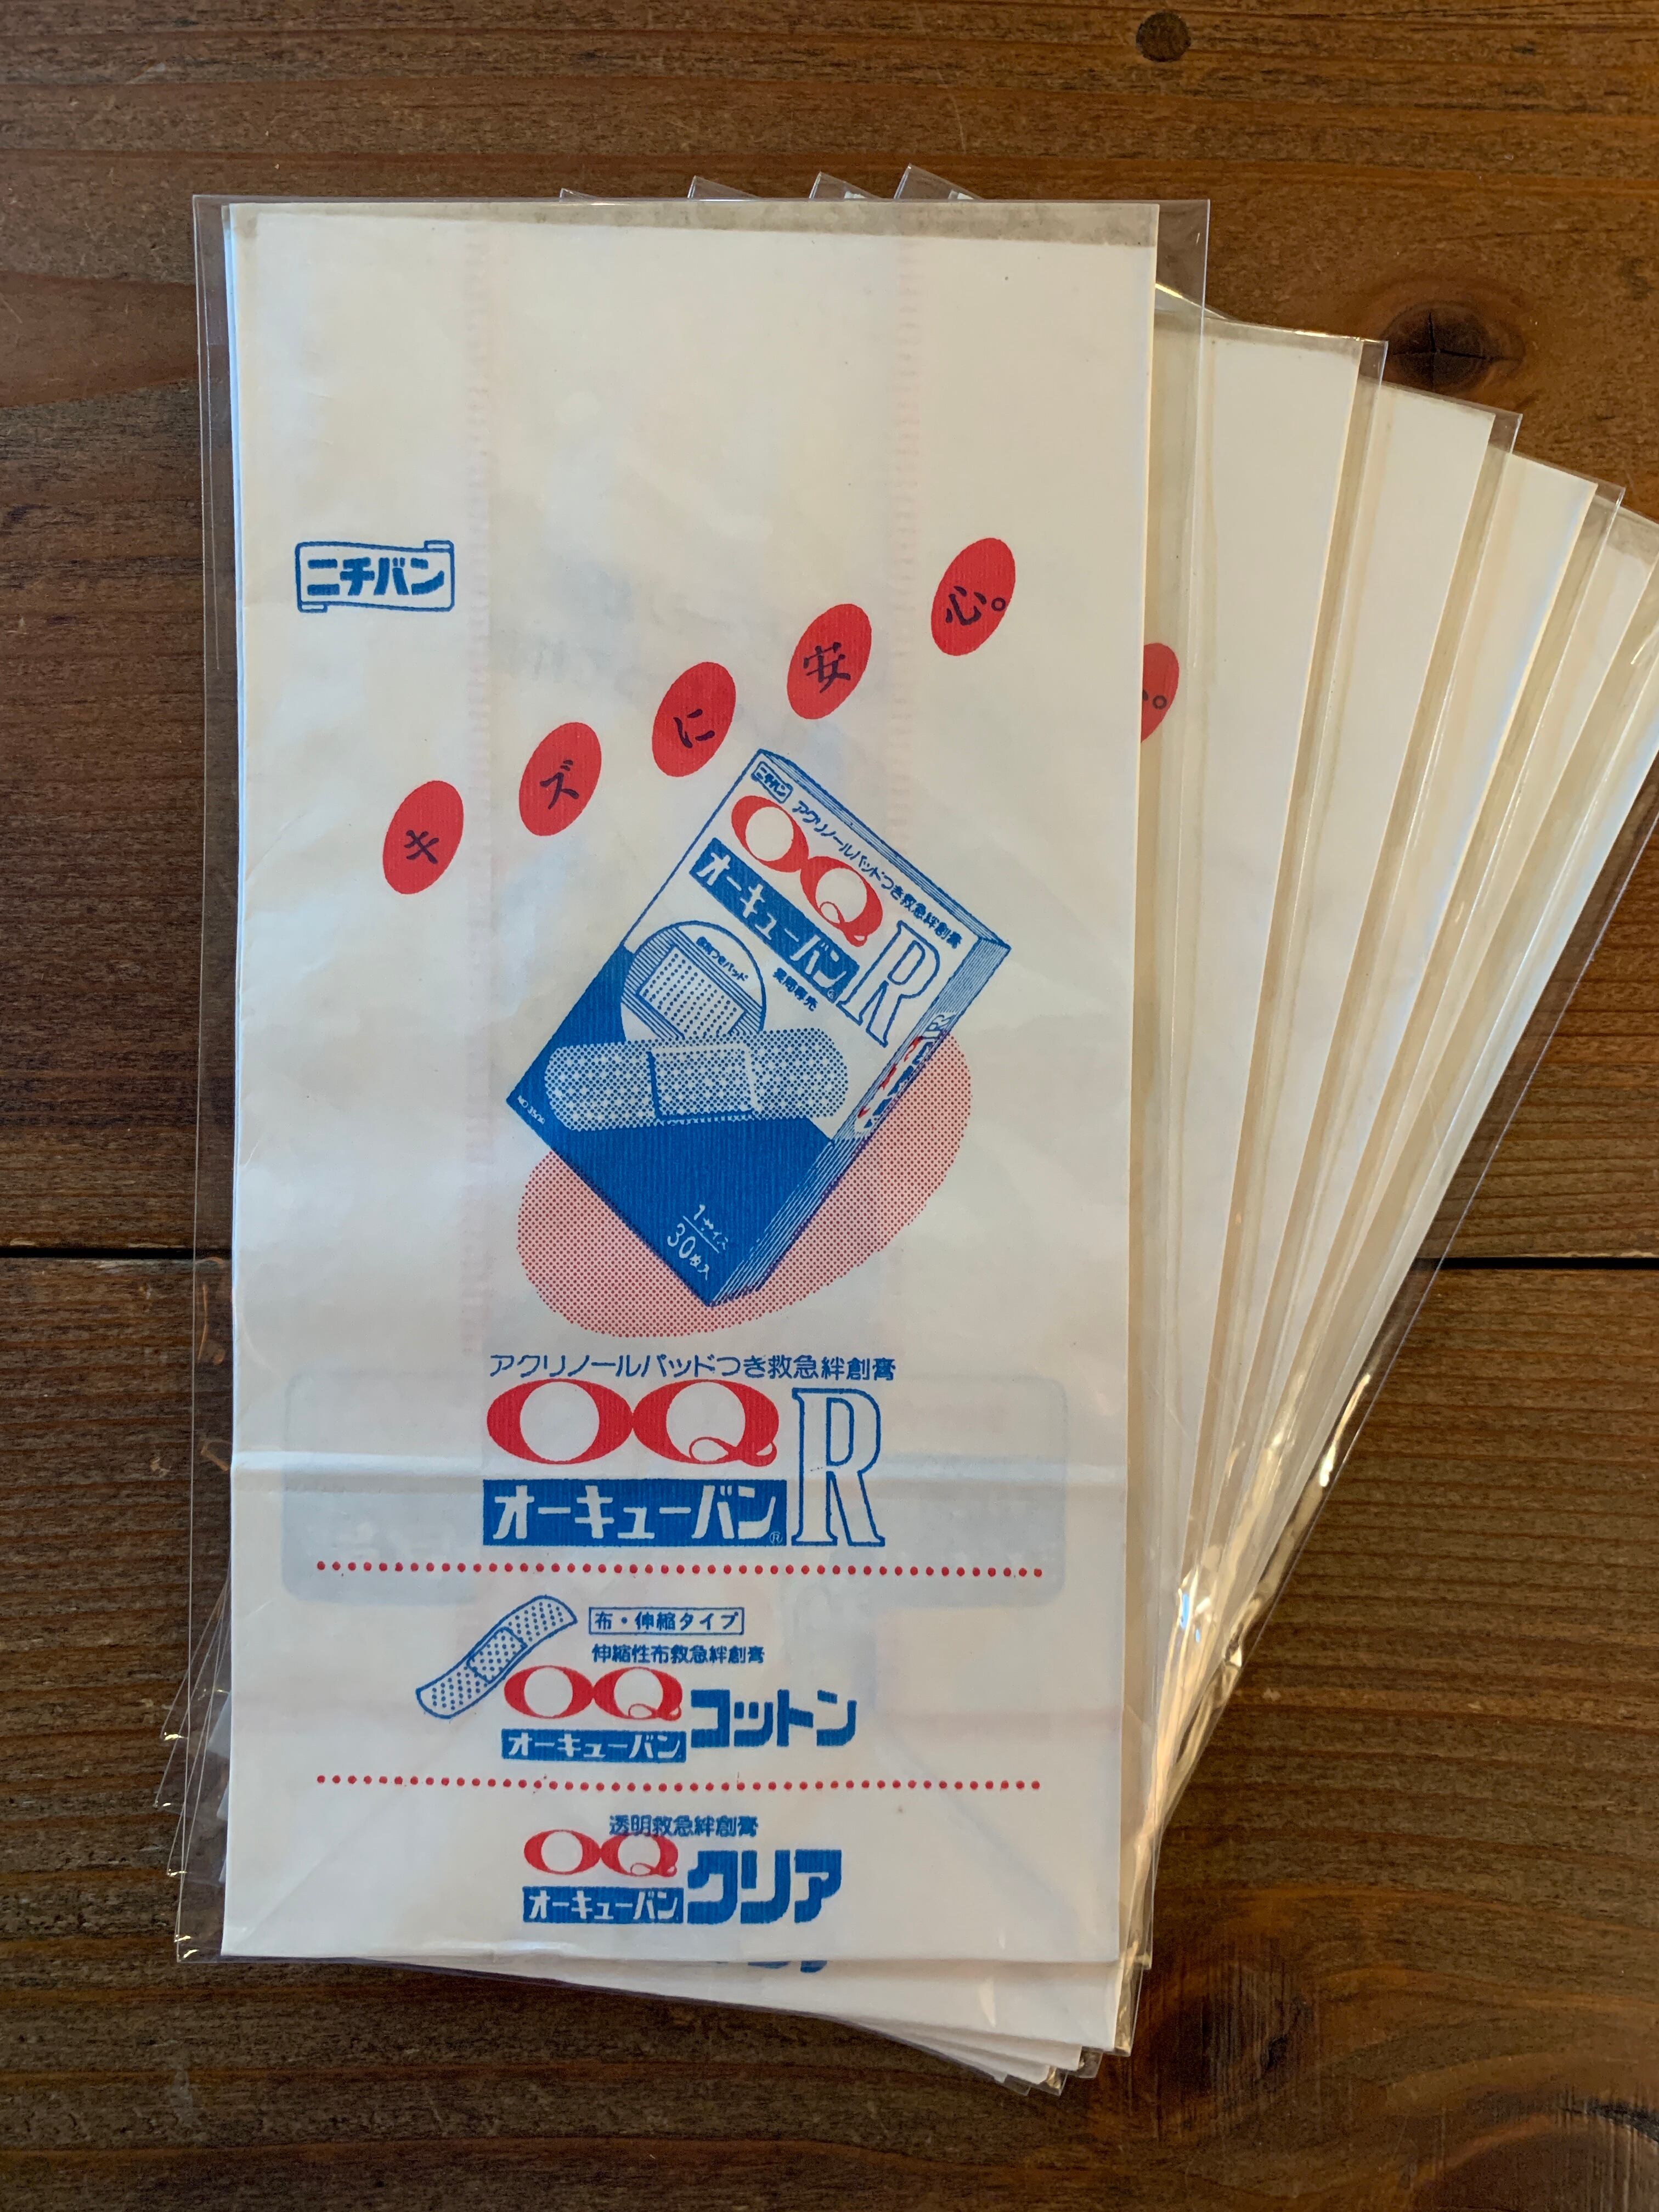 ニチバン
キズに安心。
ニチバン
アクリノールパッドつき救急絆創膏
OQ
オーキューバン R
薬局専売
1サイズ
30枚入
アクリノールパッドつき救急絆創膏
OQ
オーキューバン® R
布・伸縮タイプ
伸縮性布救急絆創膏
OQ
オーキューバン コットン
透明救急絆創膏
OQ
オーキューバン クリア